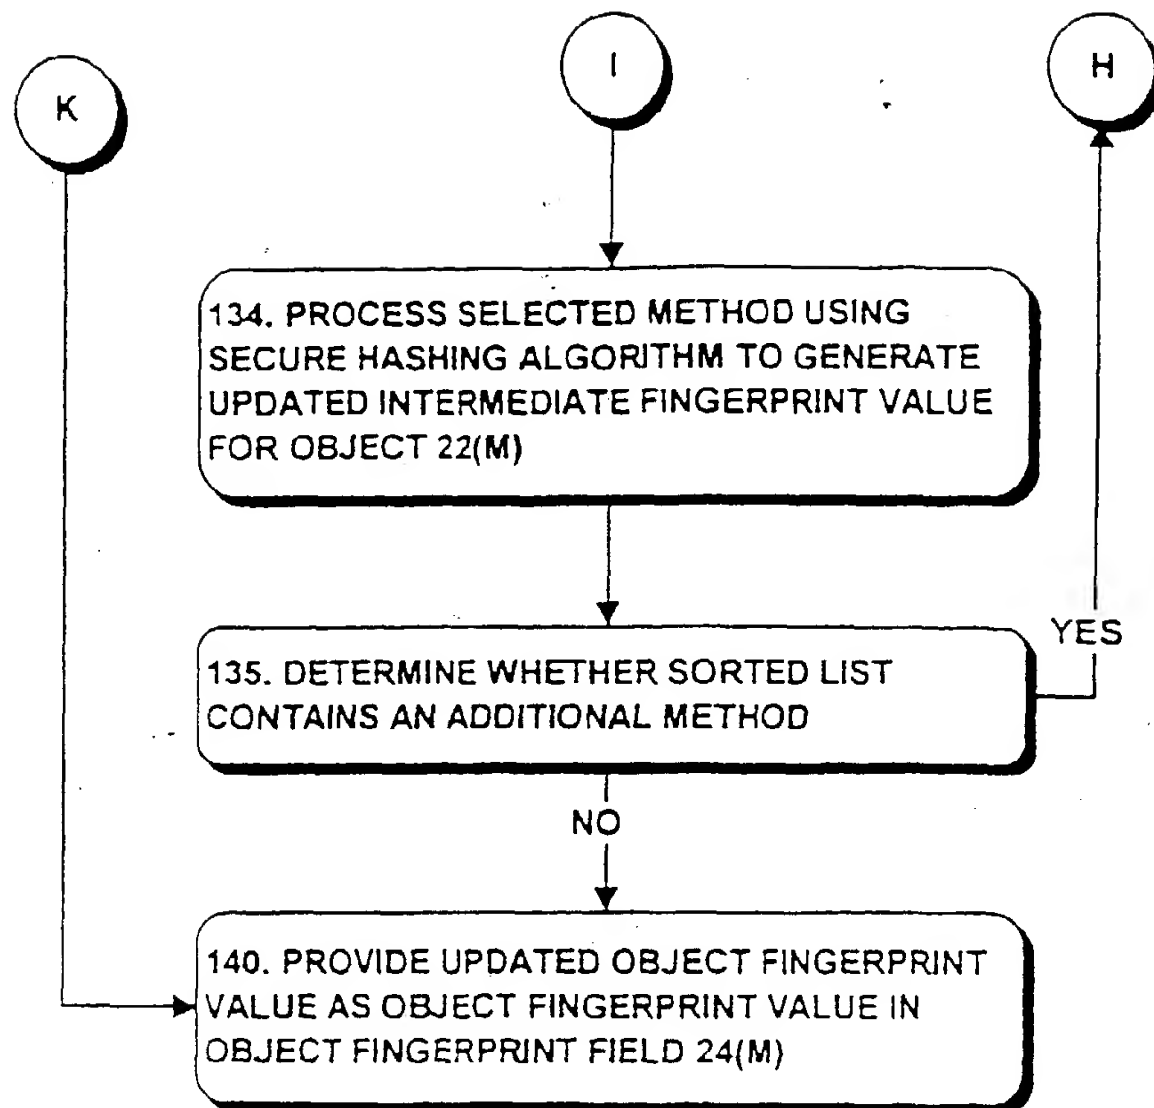 K
I
H
134. PROCESS SELECTED METHOD USING
SECURE HASHING ALGORITHM TO GENERATE
UPDATED INTERMEDIATE FINGERPRINT VALUE
FOR OBJECT 22(M)
YES
135. DETERMINE WHETHER SORTED LIST
CONTAINS AN ADDITIONAL METHOD
NO
140. PROVIDE UPDATED OBJECT FINGERPRINT
VALUE AS OBJECT FINGERPRINT VALUE IN
OBJECT FINGERPRINT FIELD 24(M)